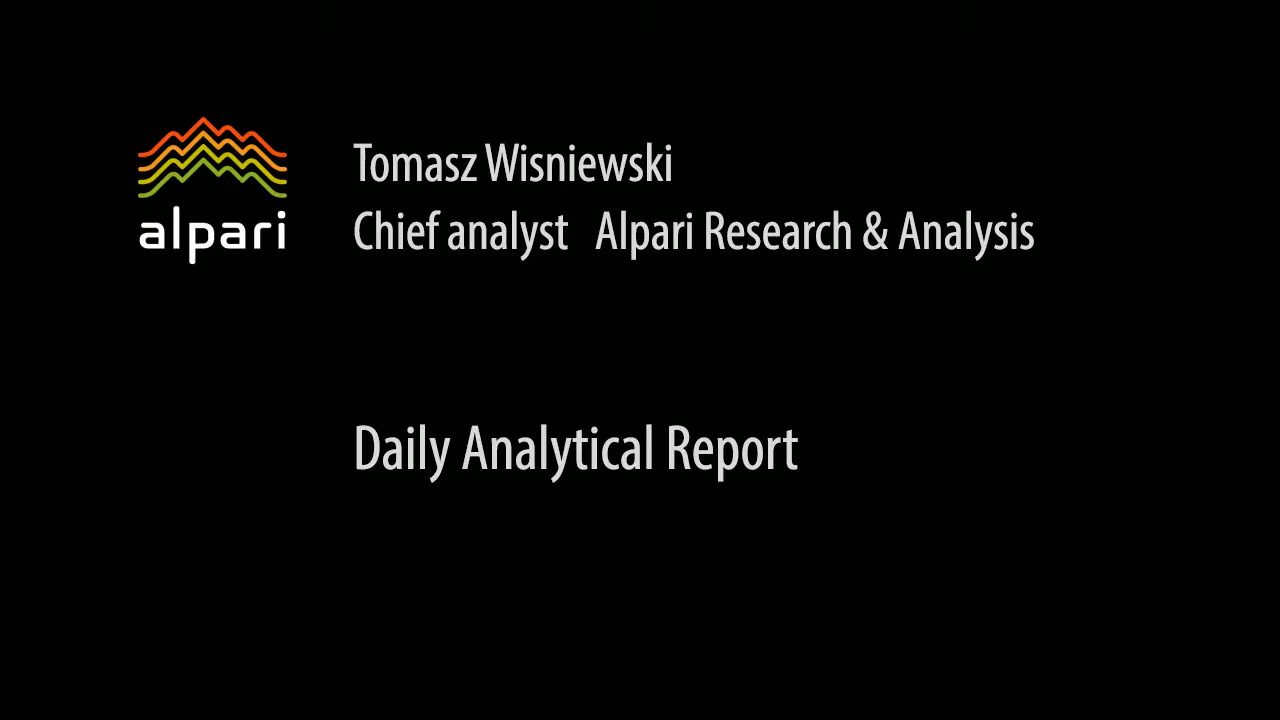 alpari
Tomasz Wisniewski
Chief analyst Alpari Research & Analysis
Daily Analytical Report